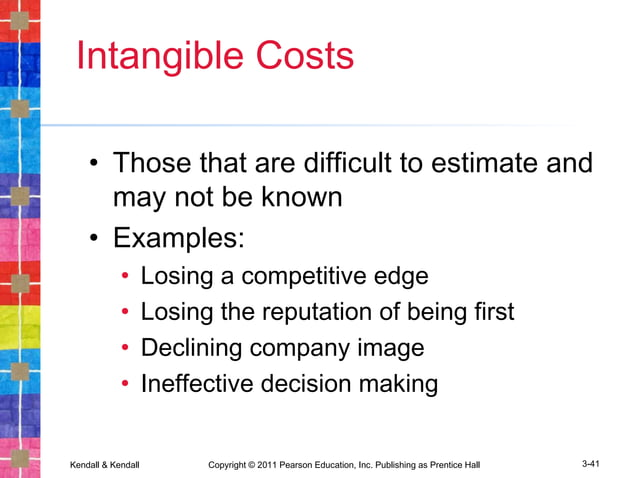 Intangible Costs
• Those that are difficult to estimate and
may not be known
• Examples:
• Losing a competitive edge
• Losing the reputation of being first
• Declining company image
• Ineffective decision making
Kendall & Kendall Copyright © 2011 Pearson Education, Inc. Publishing as Prentice Hall 3-41